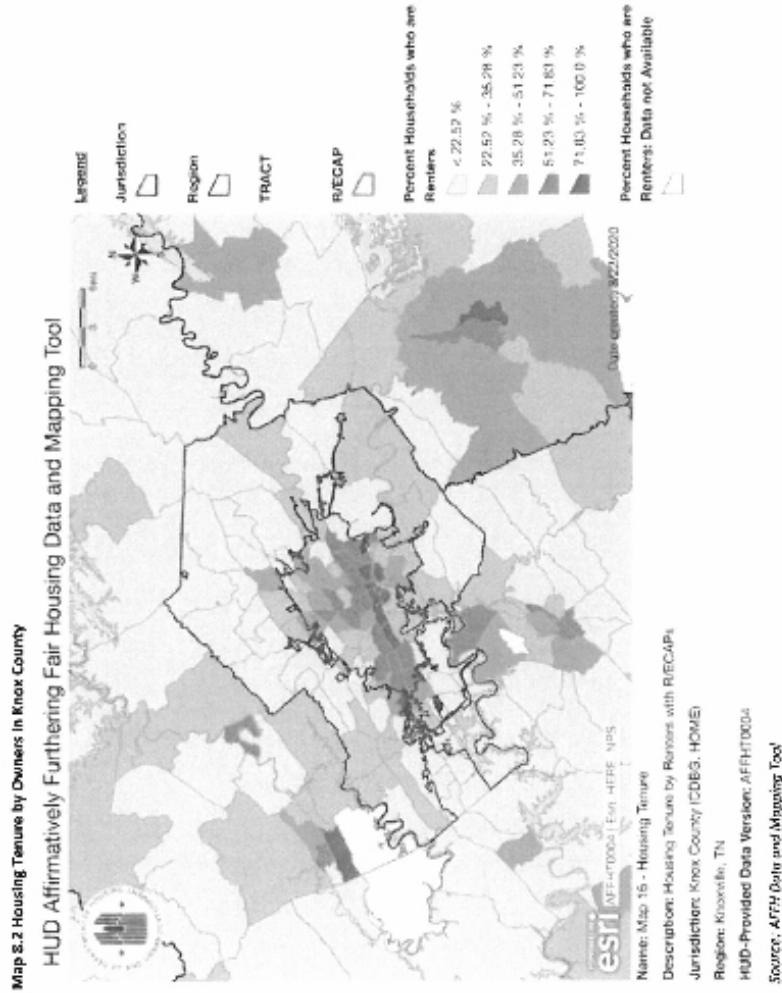 Map 8.2 Housing Tenure by Owners in Knox County
HUD Affirmatively Furthering Fair Housing Data and Mapping Tool
Legend
Jurisdiction
Region
TRACT
R/ECAP
Percent Households who are
Renters
< 22.52 %
22.52 % - 35.28 %
35.28 % - 51.23 %
51.23 % - 71.83 %
71.83 % - 100.0 %
Percent Households who are
Renters: Data not Available
N
W
Date created: 8/22/2020
esri
AFFHT0004 | Esri, HERE, NPS
Name: Map 16 - Housing Tenure
Description: Housing Tenure by Renters with R/ECAPs
Jurisdiction: Knox County (CDBG, HOME)
Region: Knoxville, TN
HUD-Provided Data Version: AFFHT0004
Source: AFFH Data and Mapping Tool